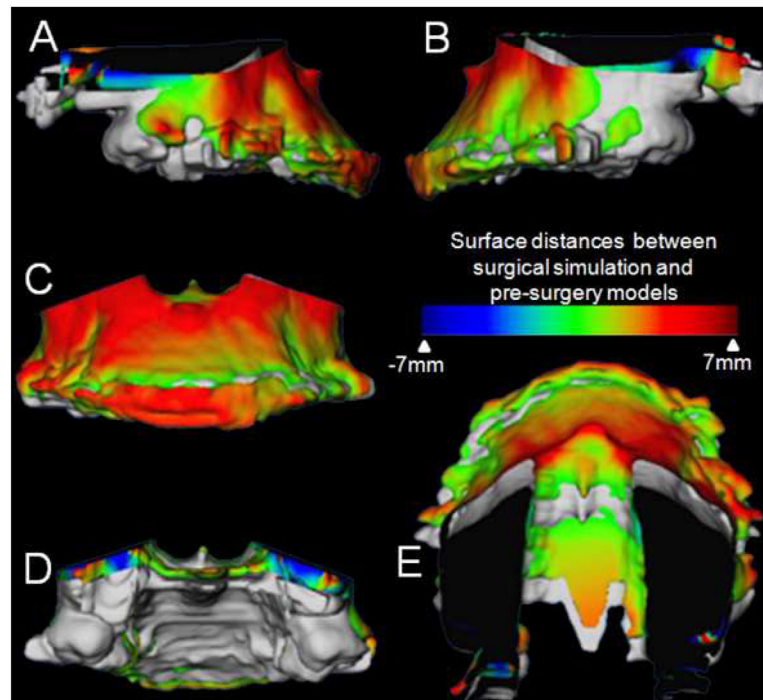 A
B
Surface distances between
surgical simulation and
pre-surgery models
-7mm
7mm
C
D
E